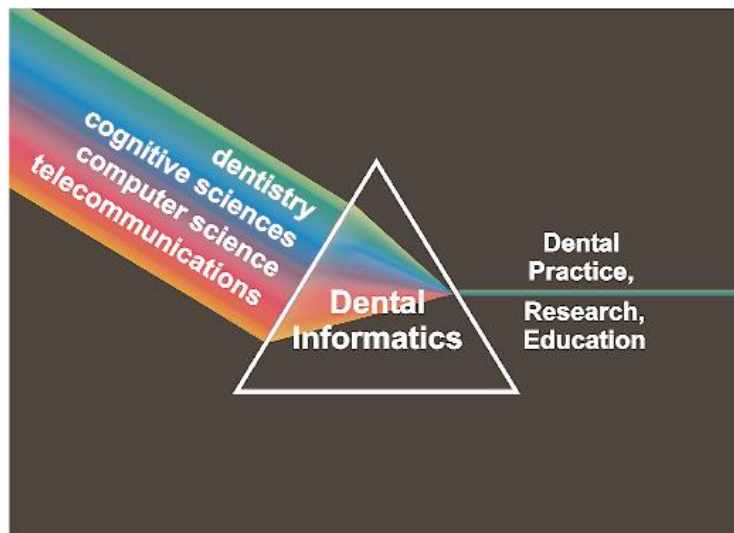 dentistry
cognitive sciences
computer science
telecommunications
Dental
Informatics
Dental
Practice,
Research,
Education